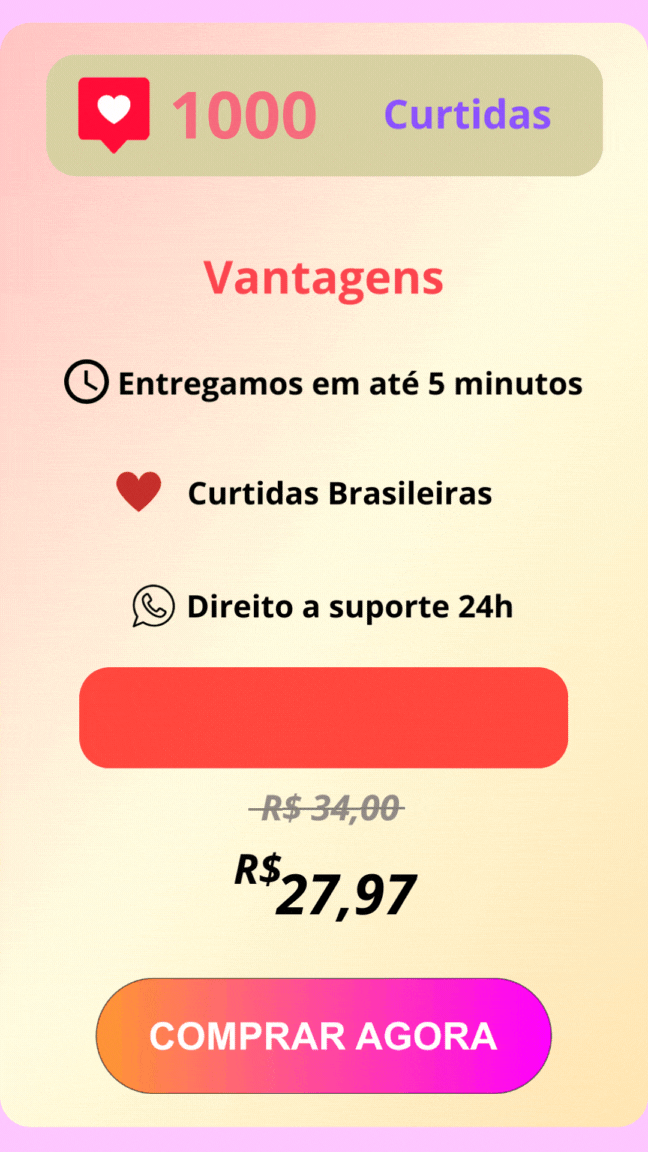 1000 Curtidas
Vantagens
Entregamos em até 5 minutos
Curtidas Brasileiras
Direito a suporte 24h
R$ 34,00
R$27,97
COMPRAR AGORA